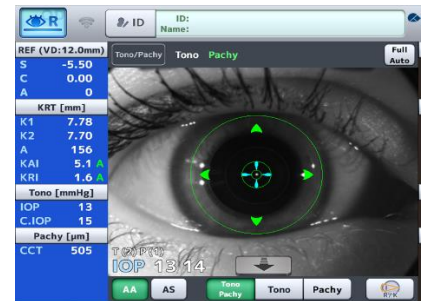 R ID ID:
Name:
REF (VD:12.0mm)
S -5.50
C 0.00
A 0
KRT [mm]
K1 7.78
K2 7.70
A 156
KAI 5.1 A
KRI 1.6 A
Tono [mmHg]
IOP 13
C.IOP 15
Pachy [µm]
CCT 505
Tono/Pachy Tono Pachy
Full
Auto
T (2) P(1)
IOP 13 14
AA AS Tono
Pachy Tono Pachy R/K